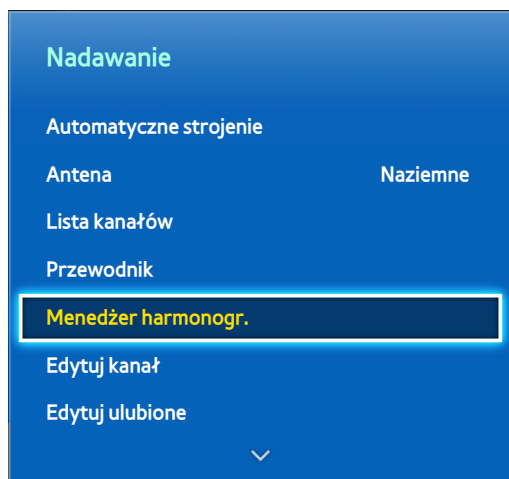 Nadawanie
Automatyczne strojenie
Antena Naziemne
Lista kanałów
Przewodnik
Menedżer harmonogr.
Edytuj kanał
Edytuj ulubione